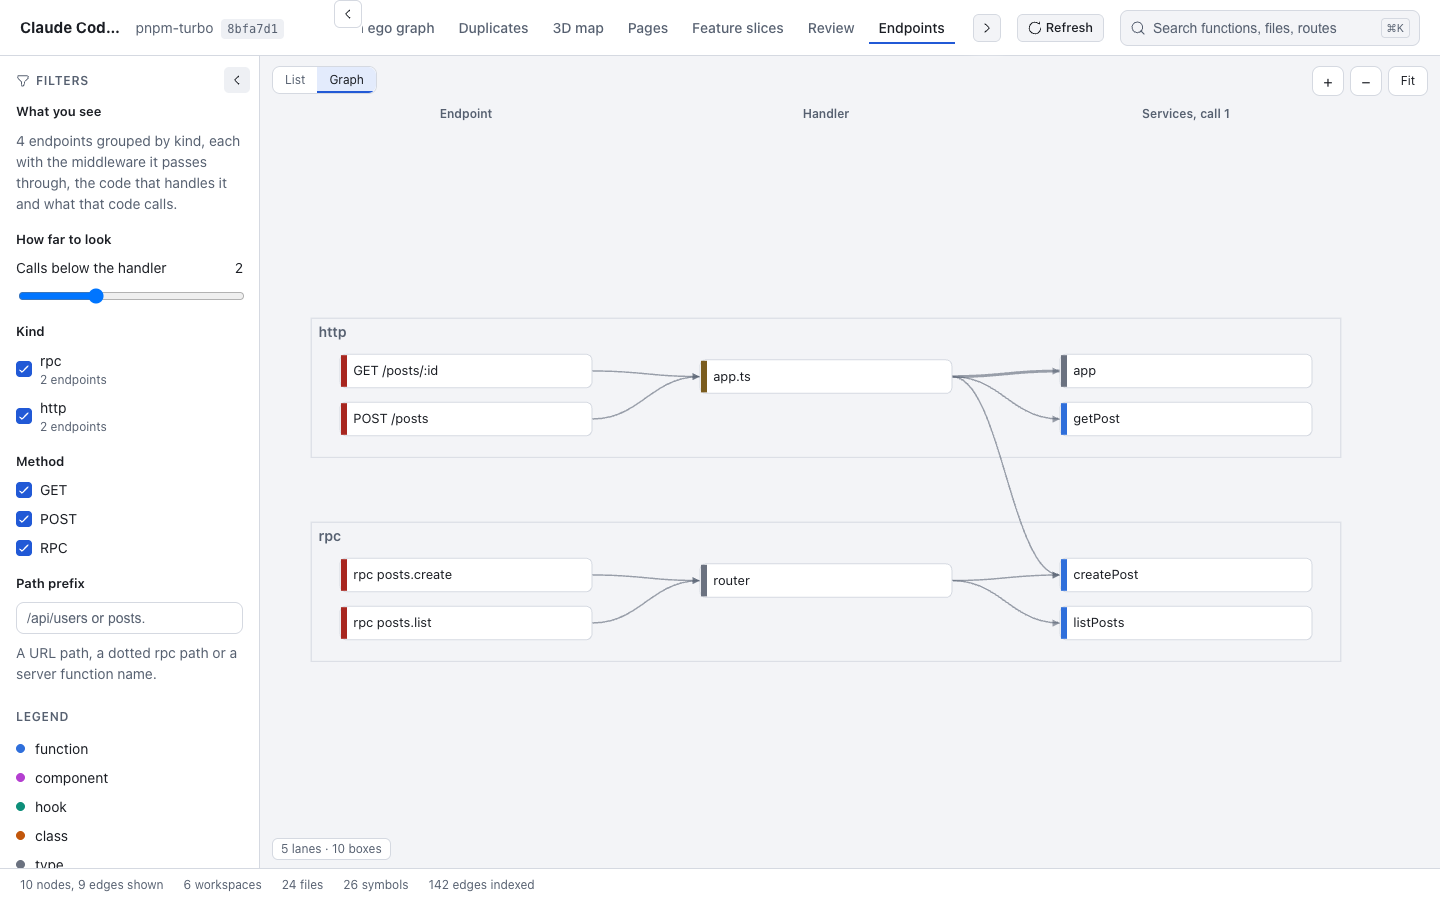 Claude Cod...
pnpm-turbo
8bfa7d1
ego graph
Duplicates
3D map
Pages
Feature slices
Review
Endpoints
Refresh
Search functions, files, routes
⌘K
FILTERS
What you see
4 endpoints grouped by kind, each
with the middleware it passes
through, the code that handles it
and what that code calls.
How far to look
Calls below the handler 2
Kind
rpc
2 endpoints
http
2 endpoints
Method
GET
POST
RPC
Path prefix
/api/users or posts.
A URL path, a dotted rpc path or a
server function name.
LEGEND
function
component
hook
class
type
List
Graph
+
−
Fit
Endpoint
Handler
Services, call 1
http
GET /posts/:id
app.ts
app
POST /posts
getPost
rpc
rpc posts.create
router
createPost
rpc posts.list
listPosts
5 lanes · 10 boxes
10 nodes, 9 edges shown
6 workspaces
24 files
26 symbols
142 edges indexed